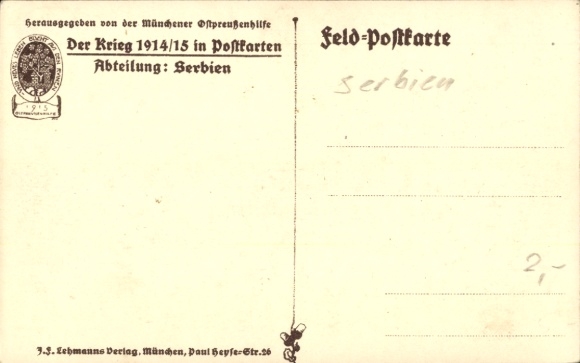 Herausgegeben von der Münchener Ostpreußenhilfe
Der Krieg 1914/15 in Postkarten
Abteilung: Serbien
1915
Feld-Postkarte
Serbien
2,-
J.F. Lehmanns Verlag, München, Paul Heyse-Str. 26